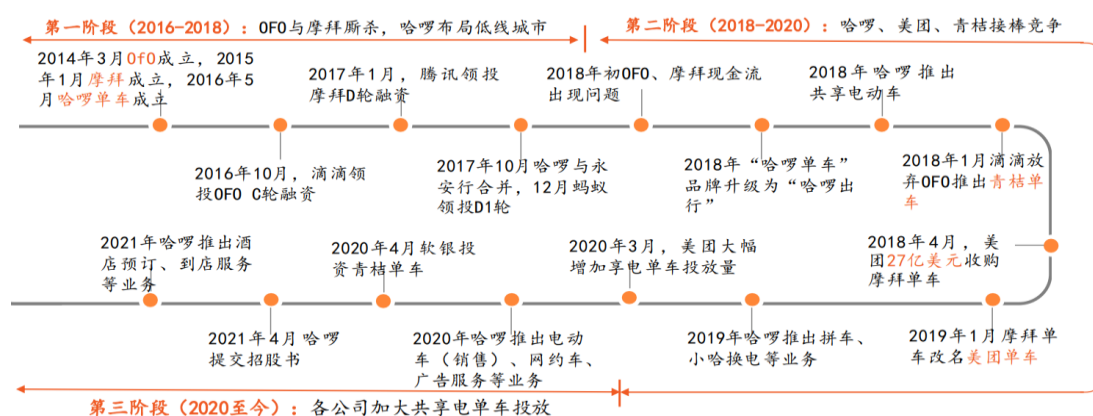 第一阶段（2016-2018）：OFO与摩拜厮杀，哈啰布局低线城市
第二阶段（2018-2020）：哈啰、美团、青桔接棒竞争
2014年3月OfO成立，2015
年1月摩拜成立，2016年5
月哈啰单车成立
2017年1月，腾讯领投
摩拜D轮融资
2018年初OFO、摩拜现金流
出现问题
2018年哈啰推出
共享电动车
2016年10月，滴滴领
投OFO C轮融资
2017年10月哈啰与永
安行合并，12月蚂蚁
领投D1轮
2018年“哈啰单车”
品牌升级为“哈啰出
行”
2018年1月滴滴放
弃OFO推出青桔单
车
2018年4月，美
团27亿美元收购
摩拜单车
2019年1月摩拜单
车改名美团单车
2020年3月，美团大幅
增加享电单车投放量
2019年哈啰推出拼车、
小哈换电等业务
2020年4月软银投
资青桔单车
2020年哈啰推出电动
车（销售）、网约车、
广告服务等业务
2021年哈啰推出酒
店预订、到店服务
等业务
2021年4月哈啰
提交招股书
第三阶段（2020至今）：各公司加大共享电单车投放